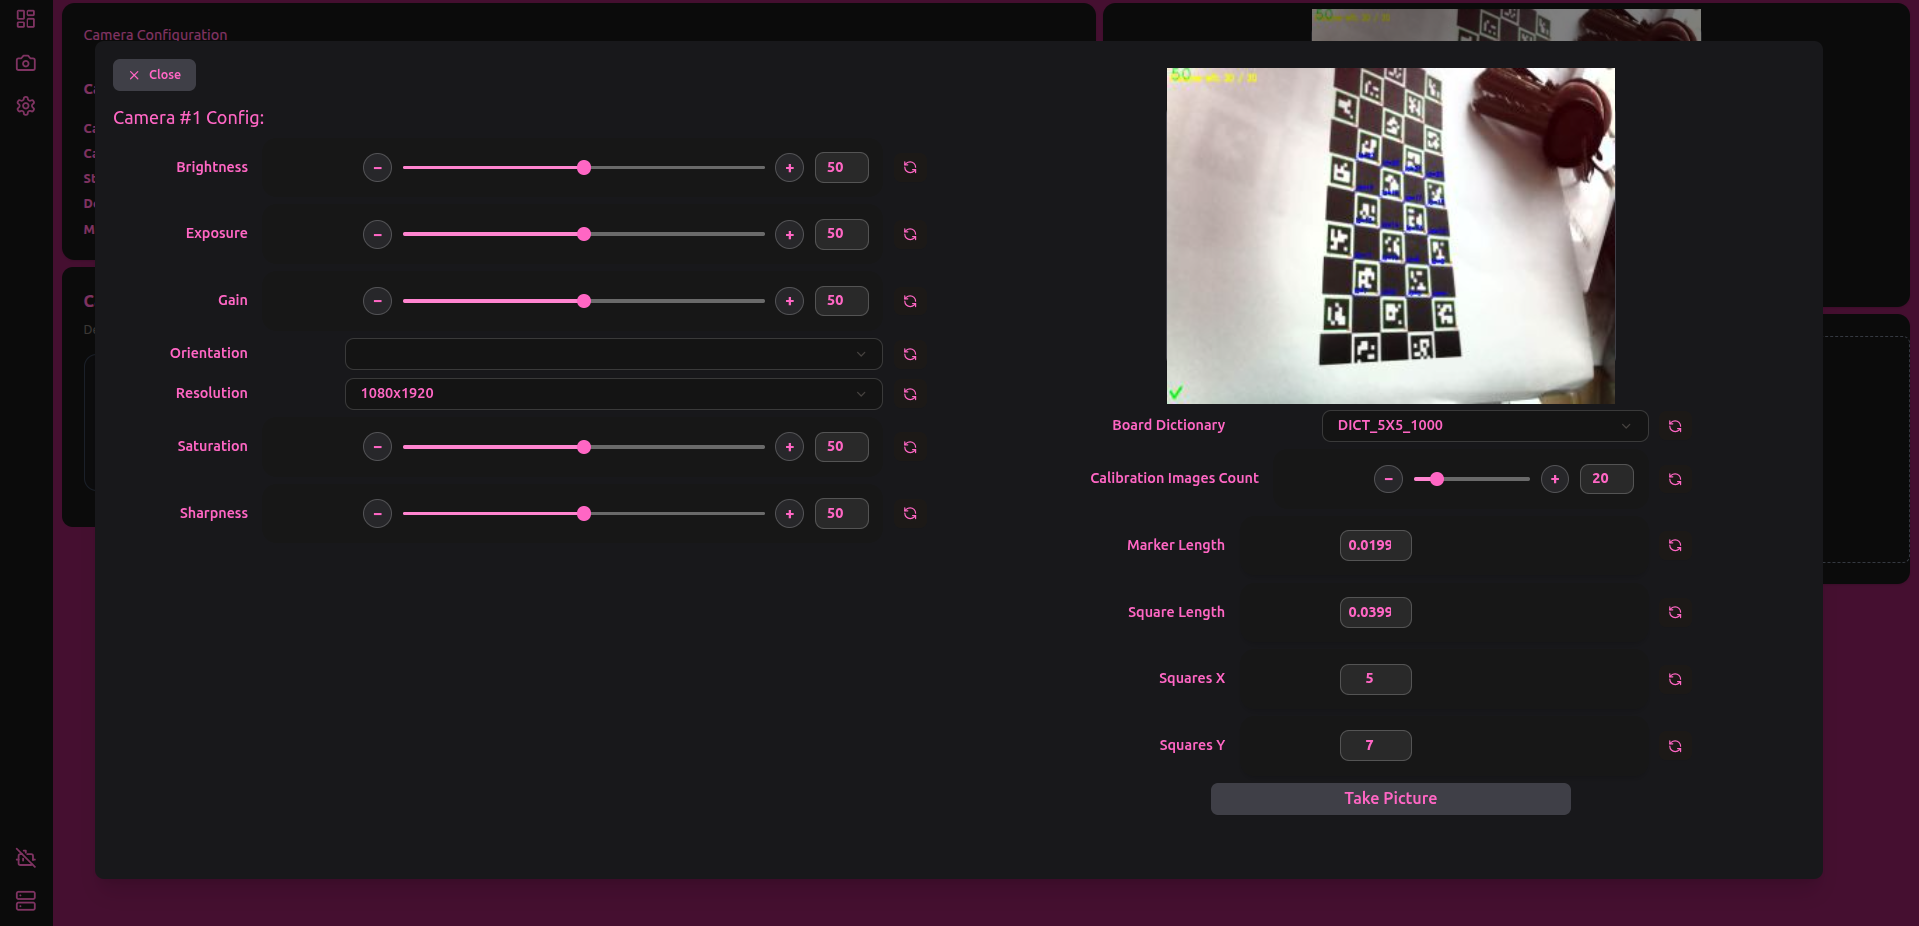 Camera Configuration
50
Close
Camera #1 Config:
50
Brightness
50
Exposure
50
Gain
50
Orientation
Resolution
1080x1920
Saturation
50
Sharpness
50
Board Dictionary
DICT_5X5_1000
Calibration Images Count
20
Marker Length
0.0199
Square Length
0.0399
Squares X
5
Squares Y
7
Take Picture